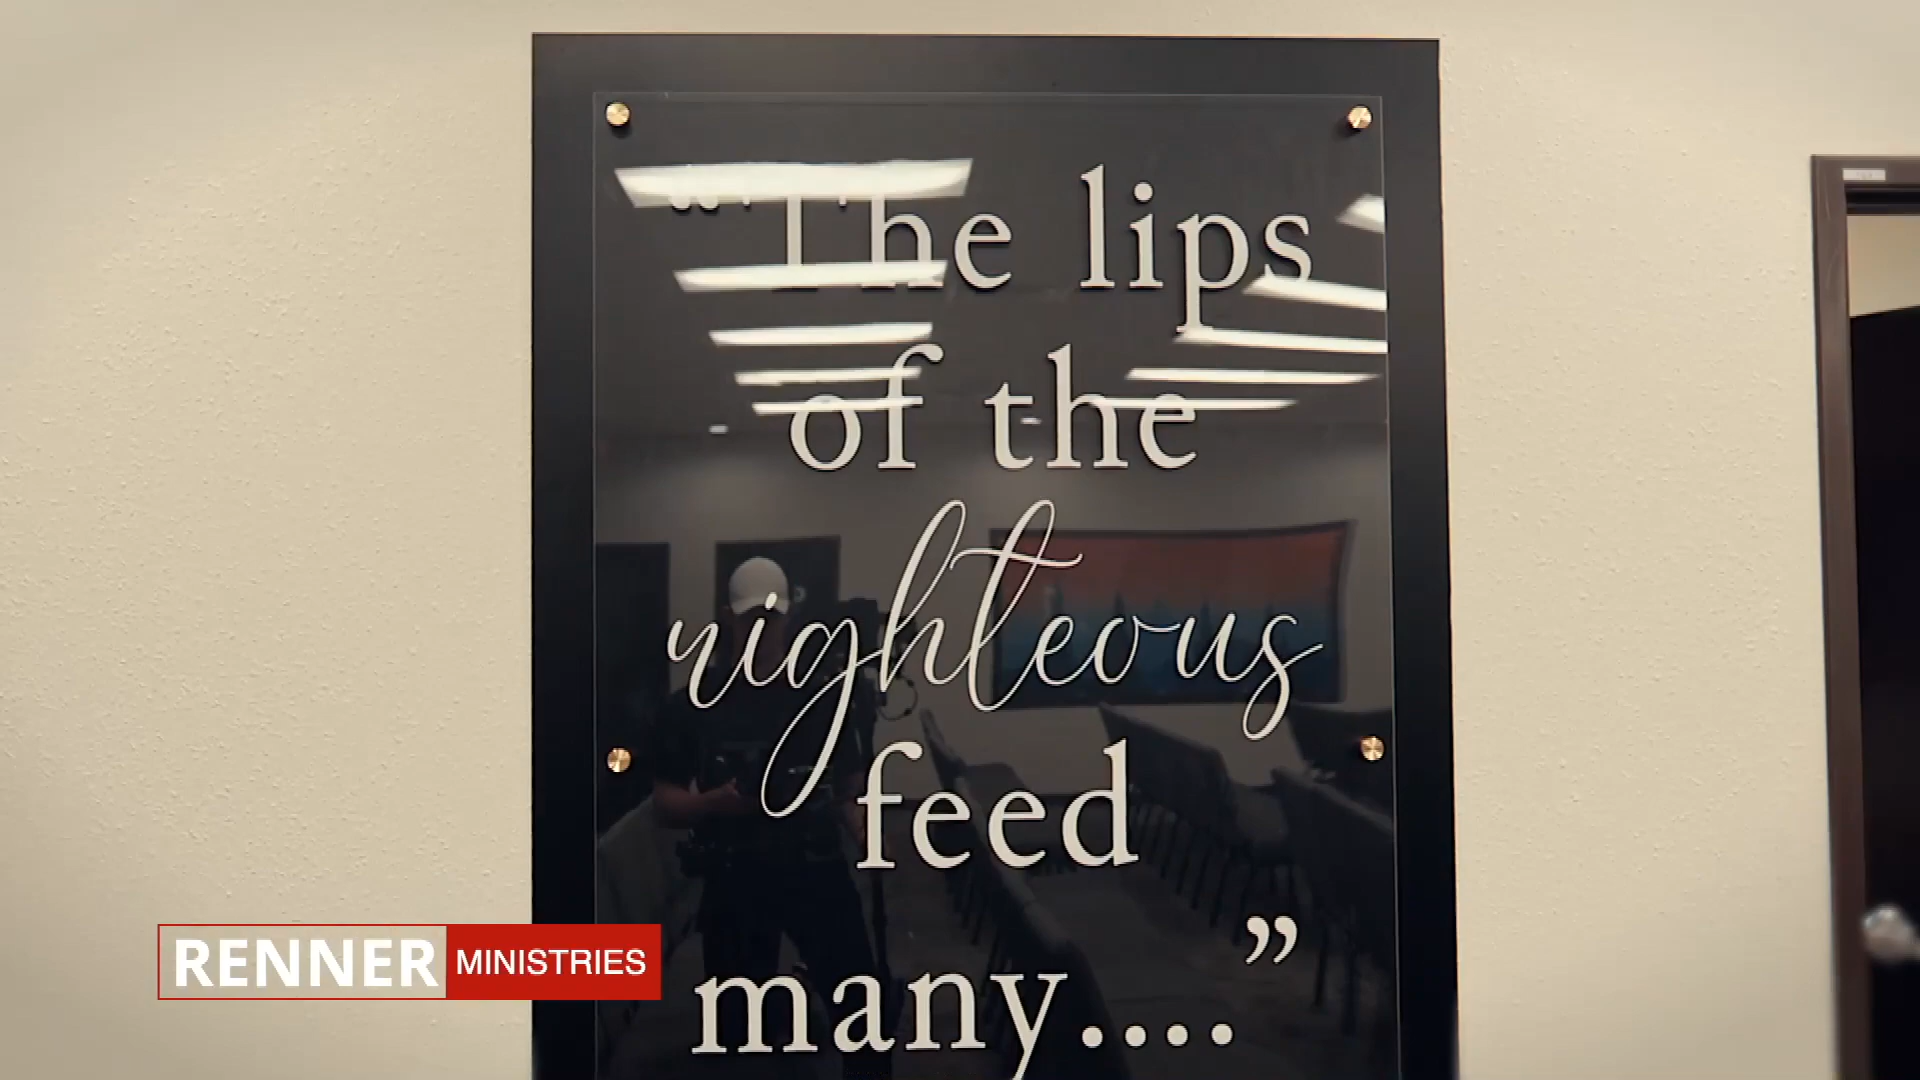 “The lips
of the
righteous
feed
many....”
RENNER MINISTRIES